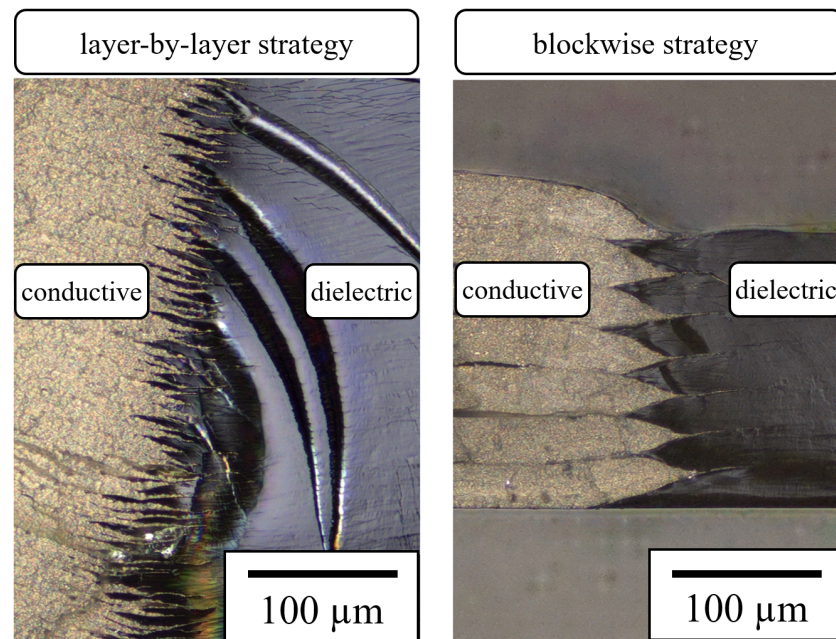 layer-by-layer strategy
blockwise strategy
conductive
dielectric
conductive
dielectric
100 µm
100 µm